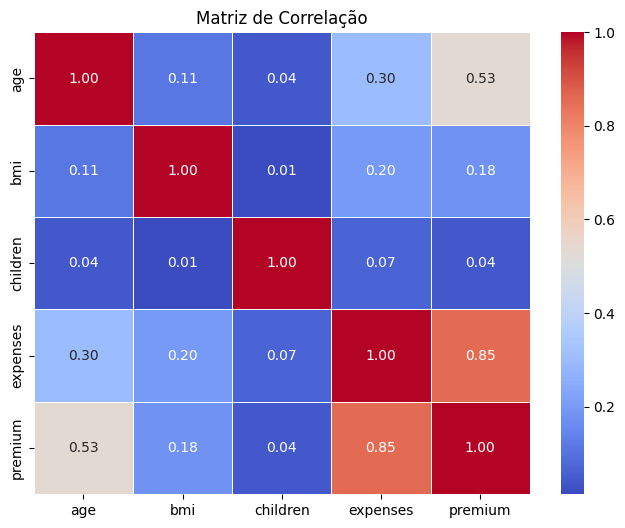 Matriz de Correlação
age 1.00 0.11 0.04 0.30 0.53
bmi 0.11 1.00 0.01 0.20 0.18
children 0.04 0.01 1.00 0.07 0.04
expenses 0.30 0.20 0.07 1.00 0.85
premium 0.53 0.18 0.04 0.85 1.00
age bmi children expenses premium
1.0
0.8
0.6
0.4
0.2